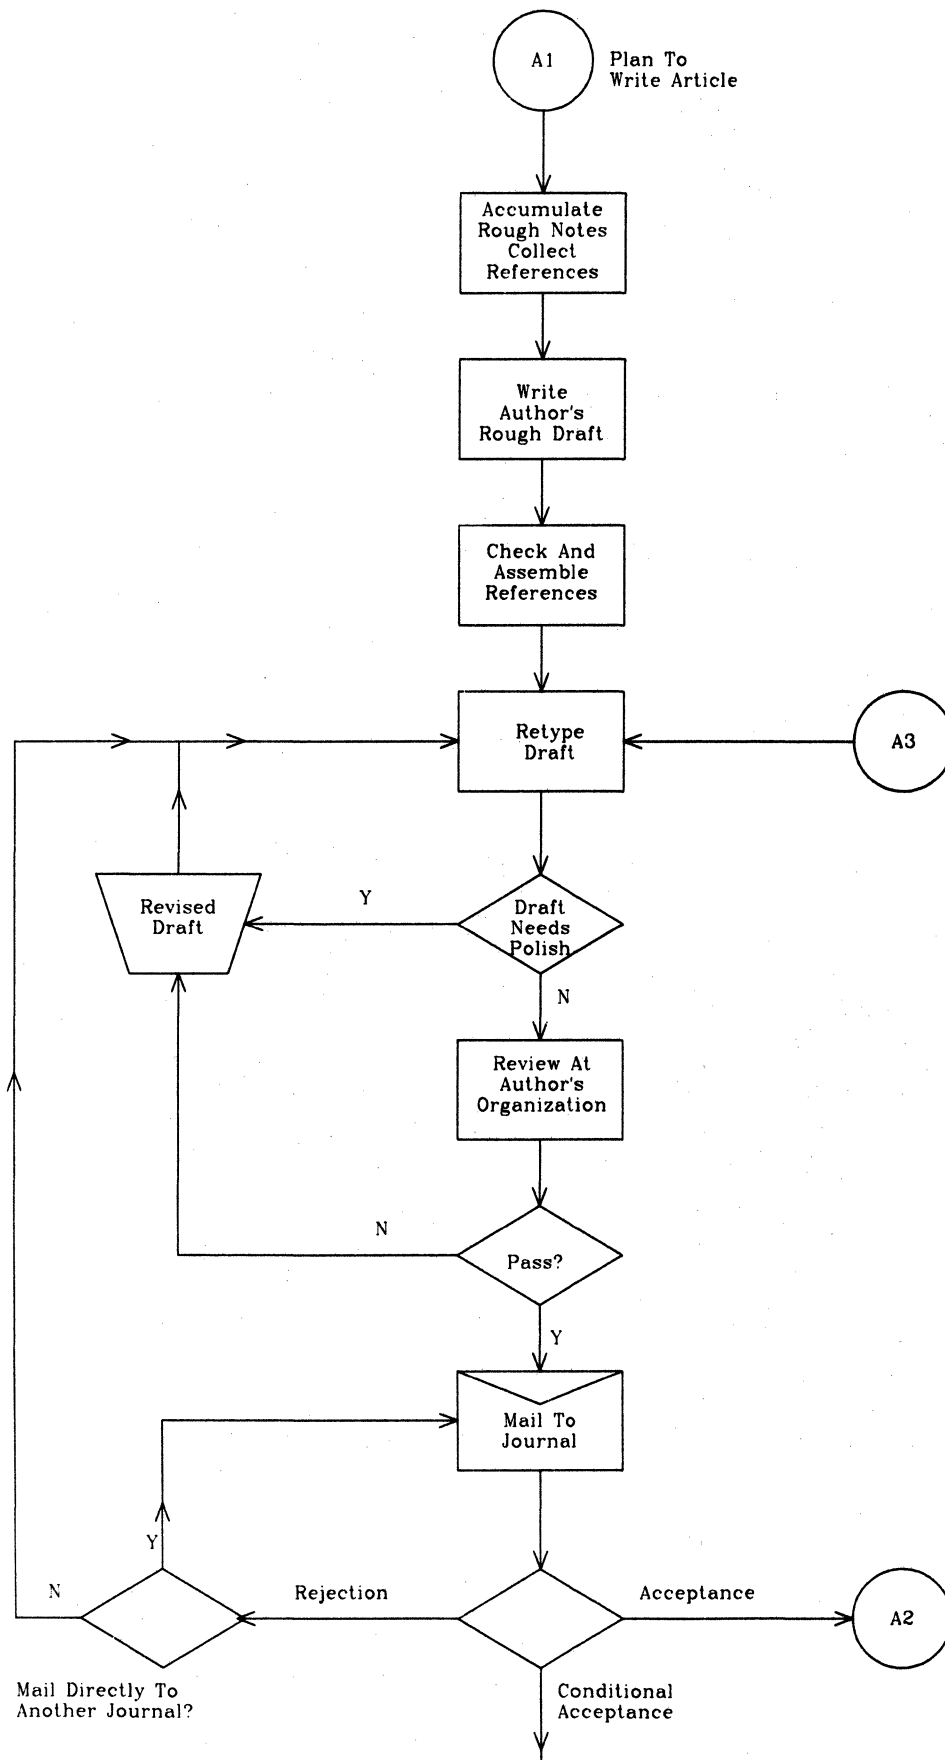 A1
Plan To
Write Article
Accumulate
Rough Notes
Collect
References
Write
Author's
Rough Draft
Check And
Assemble
References
Retype
Draft
A3
Revised
Draft
Y
Draft
Needs
Polish
N
Review At
Author's
Organization
N
Pass?
Y
Mail To
Journal
Y
N
Rejection
Acceptance
A2
Mail Directly To
Another Journal?
Conditional
Acceptance